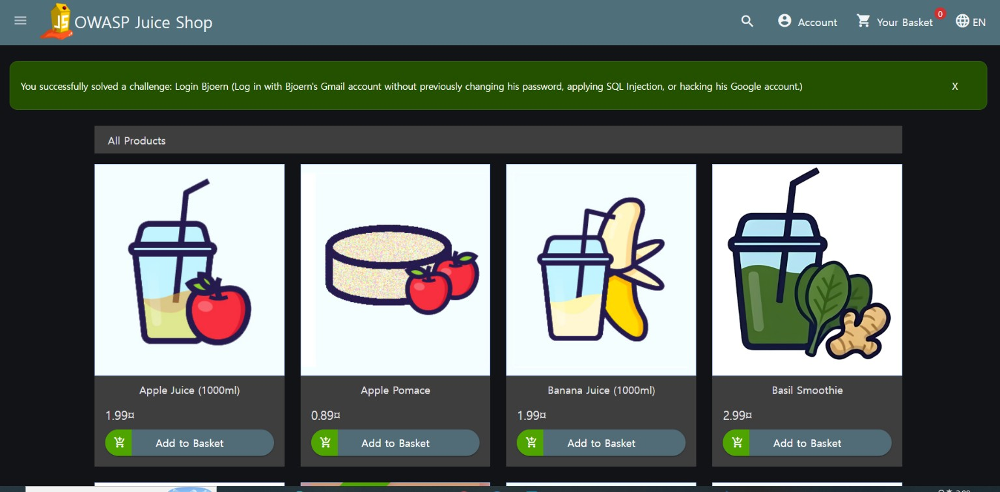 JS OWASP Juice Shop Account Your Basket 0 EN
You successfully solved a challenge: Login Bjoern (Log in with Bjoern's Gmail account without previously changing his password, applying SQL Injection, or hacking his Google account.) X
All Products
Apple Juice (1000ml) Apple Pomace Banana Juice (1000ml) Basil Smoothie
1.99¤ 0.89¤ 1.99¤ 2.99¤
Add to Basket Add to Basket Add to Basket Add to Basket